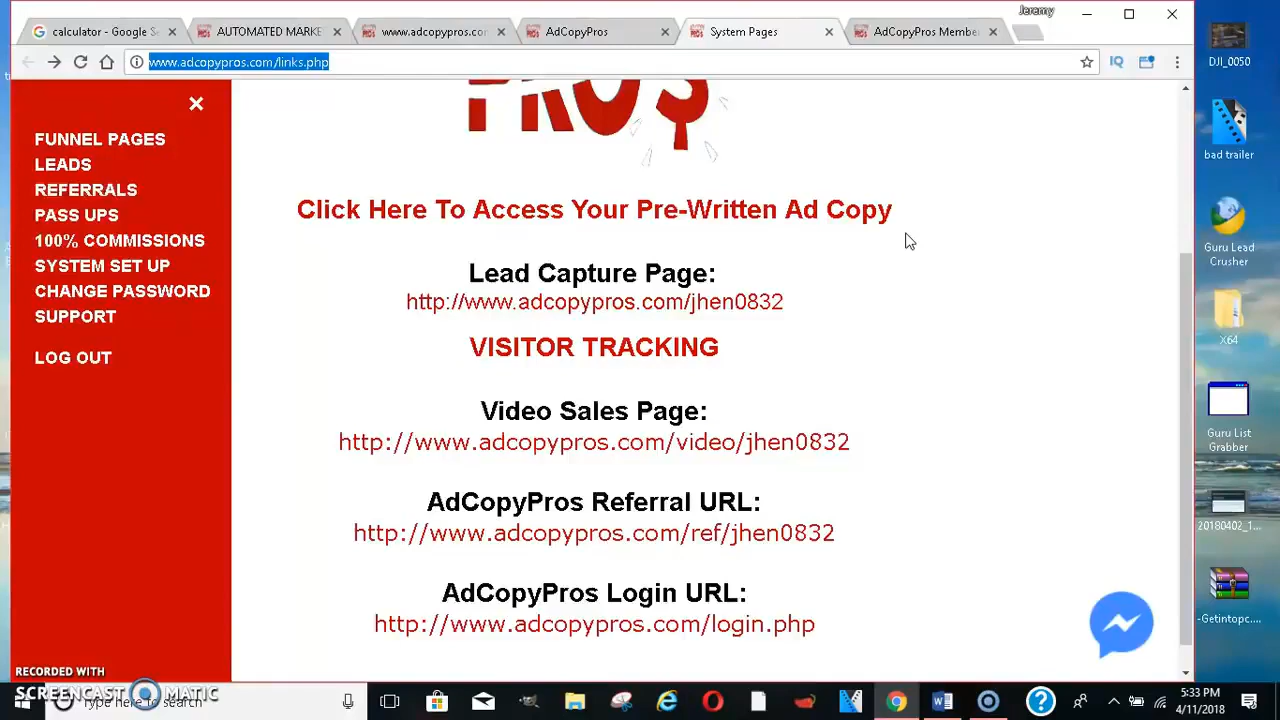 Jeremy
calculator - Google S
AUTOMATED MARKE
www.adcopypros.co
AdCopyPros
System Pages
AdCopyPros Membe
www.adcopypros.com/links.php
IQ
PROS
FUNNEL PAGES
LEADS
REFERRALS
PASS UPS
100% COMMISSIONS
SYSTEM SET UP
CHANGE PASSWORD
SUPPORT
LOG OUT
Click Here To Access Your Pre-Written Ad Copy
Lead Capture Page:
http://www.adcopypros.com/jhen0832
VISITOR TRACKING
Video Sales Page:
http://www.adcopypros.com/video/jhen0832
AdCopyPros Referral URL:
http://www.adcopypros.com/ref/jhen0832
AdCopyPros Login URL:
http://www.adcopypros.com/login.php
DJI_0050
bad trailer
Guru Lead
Crusher
X64
Guru List
Grabber
20180402_1...
-Getintopc....
RECORDED WITH
SCREENCAST MATIC
Type here to search
5:33 PM
4/11/2018